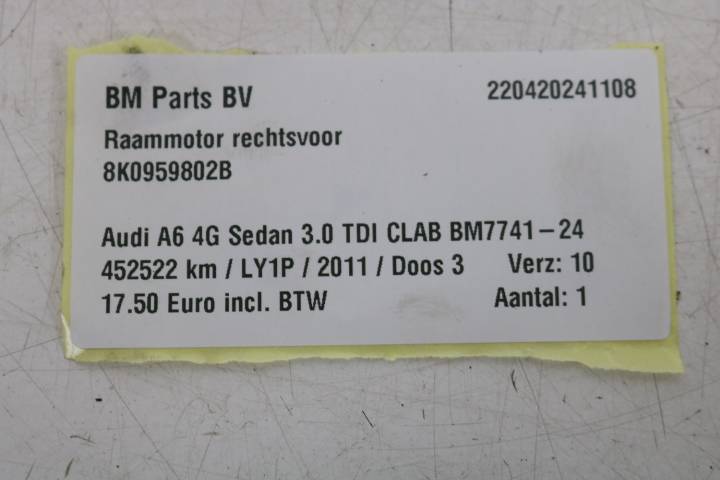 BM Parts BV 220420241108
Raammotor rechtsvoor
8K0959802B
Audi A6 4G Sedan 3.0 TDI CLAB BM7741-24
452522 km / LY1P / 2011 / Doos 3 Verz: 10
17.50 Euro incl. BTW Aantal: 1